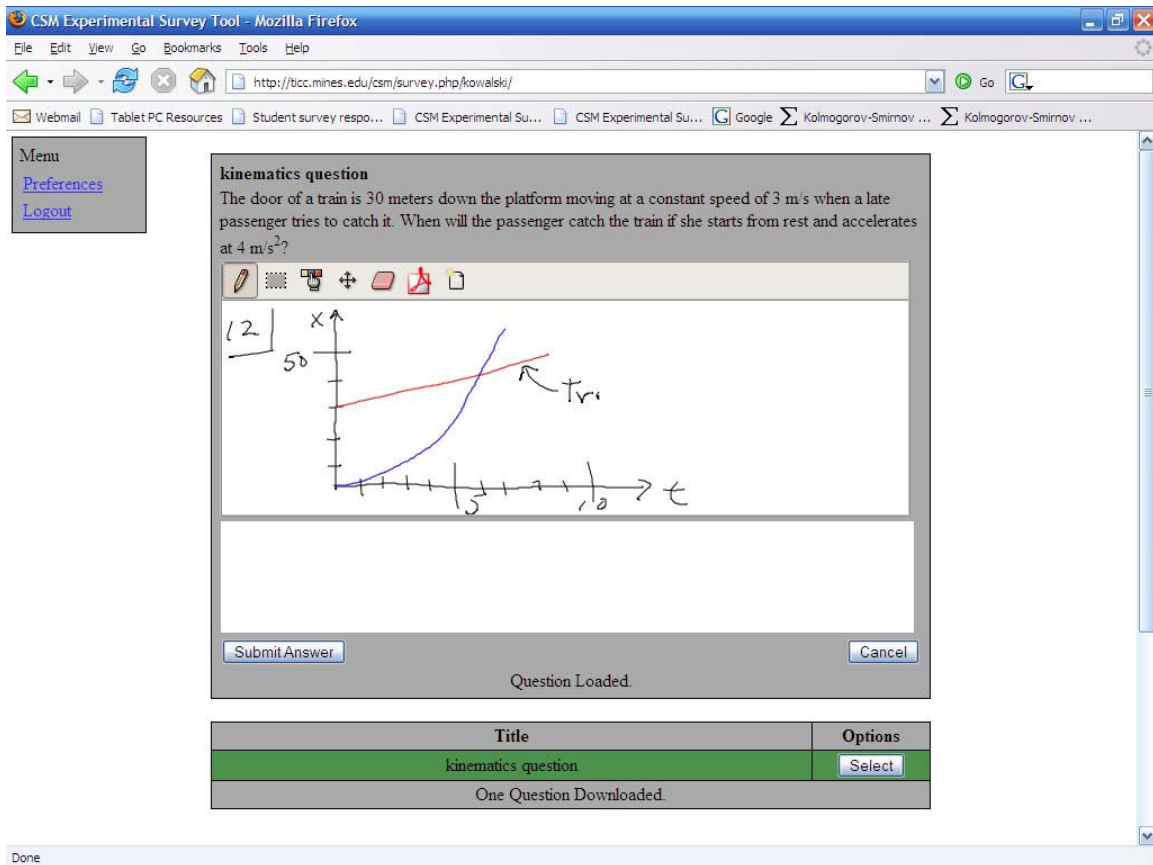 CSM Experimental Survey Tool - Mozilla Firefox
File Edit View Go Bookmarks Tools Help
http://ticc.mines.edu/csm/survey.php/kowalski/ Go G
Webmail Tablet PC Resources Student survey respo... CSM Experimental Su... CSM Experimental Su... G Google Σ Kolmogorov-Smirnov ... Σ Kolmogorov-Smirnov ...
Menu
Preferences
Logout
kinematics question
The door of a train is 30 meters down the platform moving at a constant speed of 3 m/s when a late
passenger tries to catch it. When will the passenger catch the train if she starts from rest and accelerates
at 4 m/s²?
12
x
50
Tr
5
10
t
Submit Answer Cancel
Question Loaded.
Title Options
kinematics question Select
One Question Downloaded.
Done